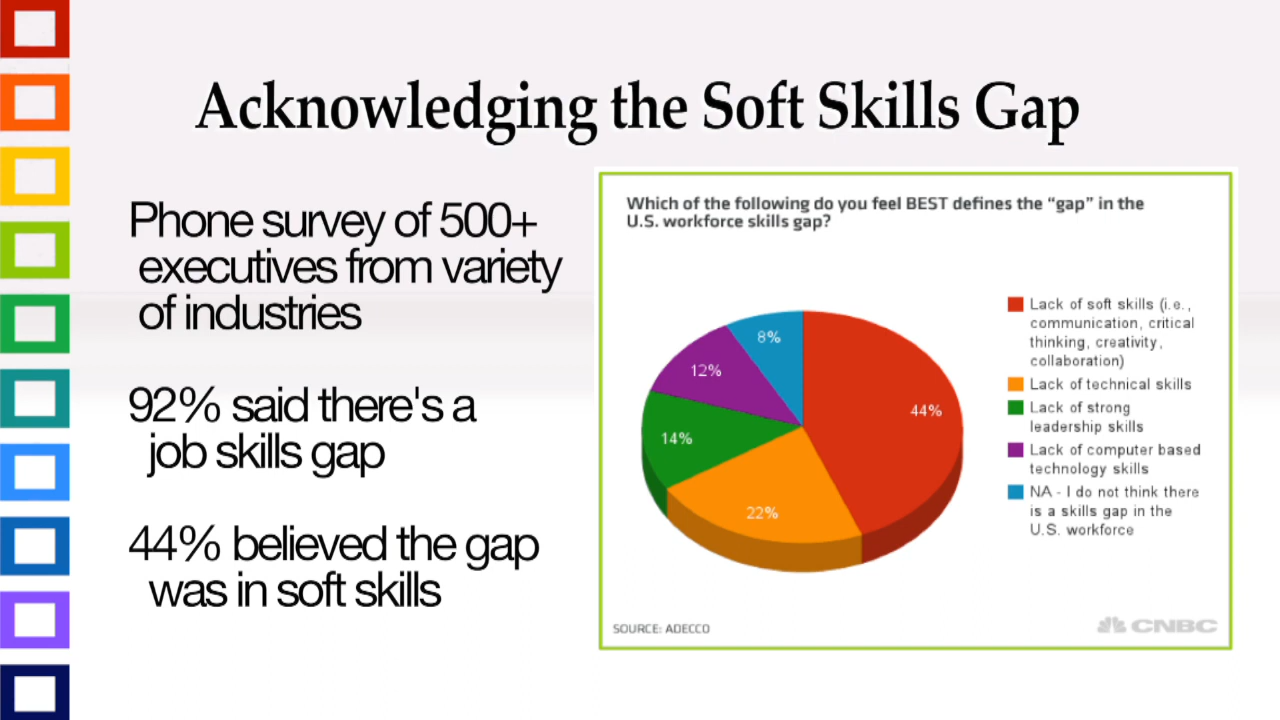 Acknowledging the Soft Skills Gap
Phone survey of 500+
executives from variety
of industries
92% said there's a
job skills gap
44% believed the gap
was in soft skills
Which of the following do you feel BEST defines the “gap” in the
U.S. workforce skills gap?
8%
12%
44%
14%
22%
Lack of soft skills (i.e.,
communication, critical
thinking, creativity,
collaboration)
Lack of technical skills
Lack of strong
leadership skills
Lack of computer based
technology skills
NA - I do not think there
is a skills gap in the
U.S. workforce
SOURCE: ADECCO
CNBC